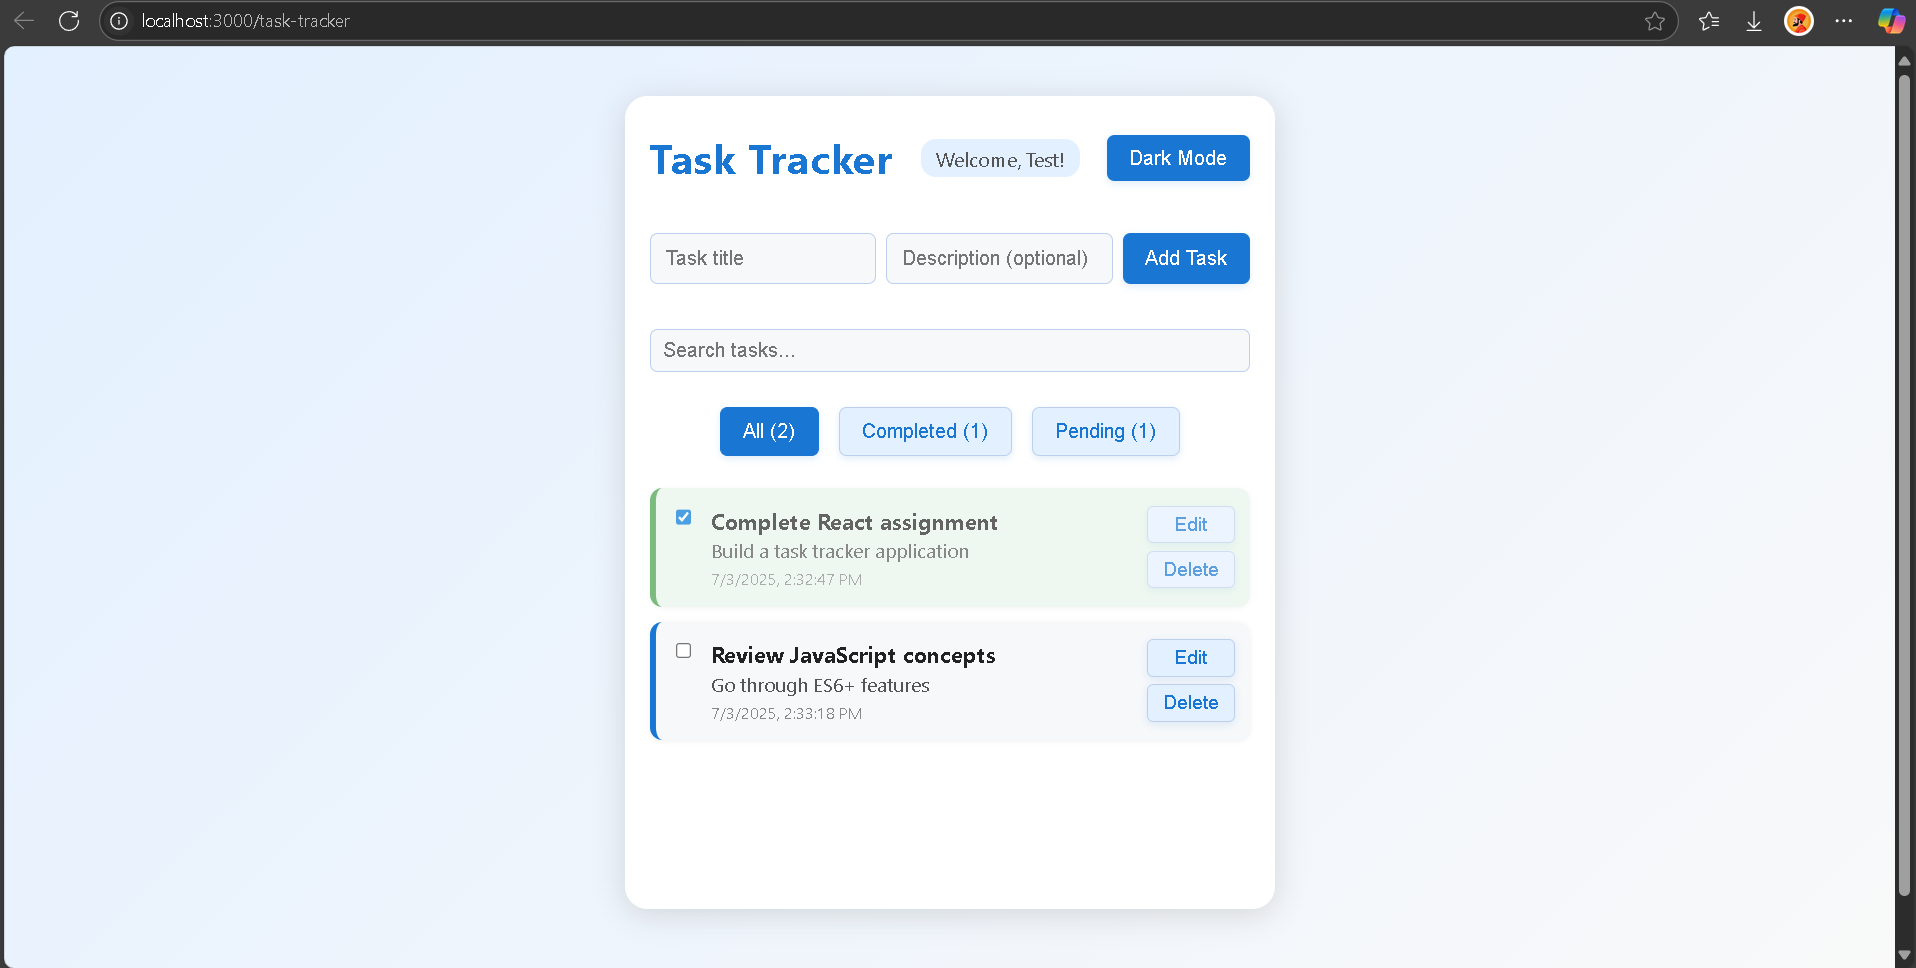 localhost:3000/task-tracker
Task Tracker
Welcome, Test!
Dark Mode
Task title
Description (optional)
Add Task
Search tasks...
All (2)
Completed (1)
Pending (1)
Complete React assignment
Build a task tracker application
7/3/2025, 2:32:47 PM
Edit
Delete
Review JavaScript concepts
Go through ES6+ features
7/3/2025, 2:33:18 PM
Edit
Delete